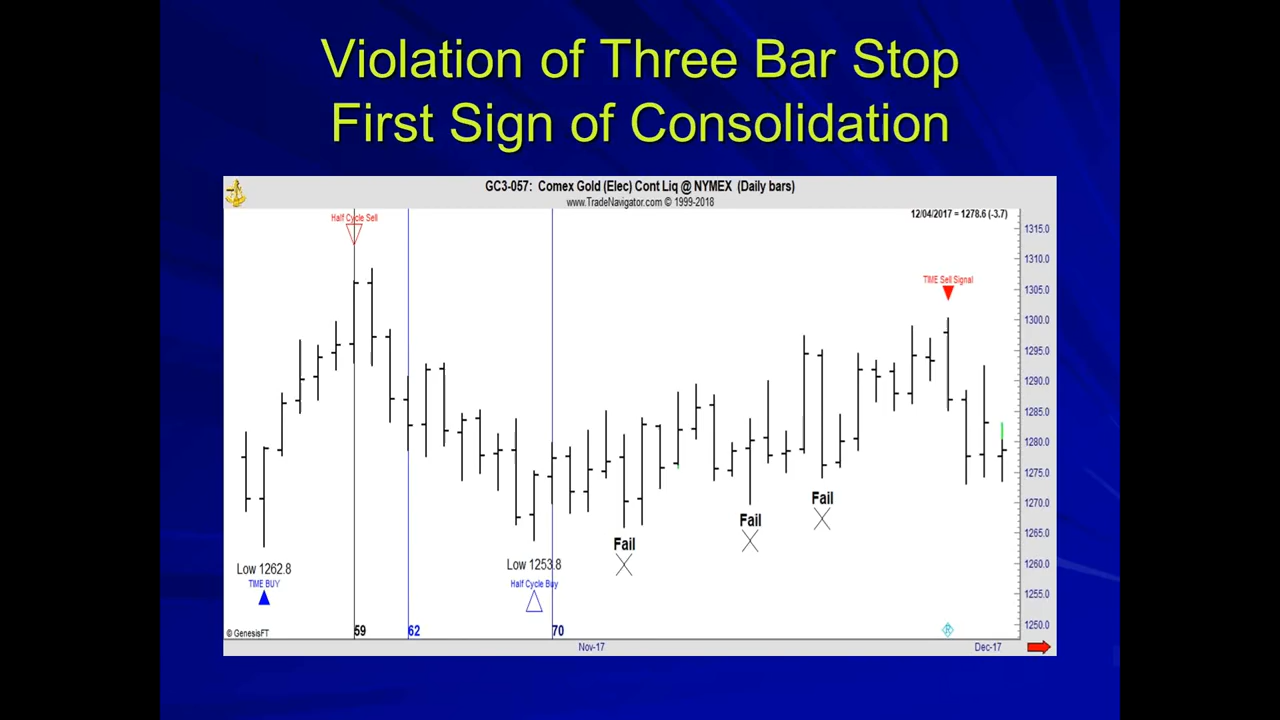 Violation of Three Bar Stop
First Sign of Consolidation
GC3-057: Comex Gold (Elec) Cont Liq @ NYMEX (Daily bars)
www.TradeNavigator.com © 1999-2018
12/04/2017 = 1278.6 (-3.7)
Half Cycle Sell
1315.0
1310.0
TIME Sell Signal
1305.0
1300.0
1295.0
1290.0
1285.0
1280.0
1275.0
1270.0
Fail
Fail
1265.0
Fail
1260.0
Low 1262.8
Low 1253.8
TIME BUY
Half Cycle Buy
1255.0
1250.0
© GenesisFT
59
62
70
R
Nov-17
Dec-17